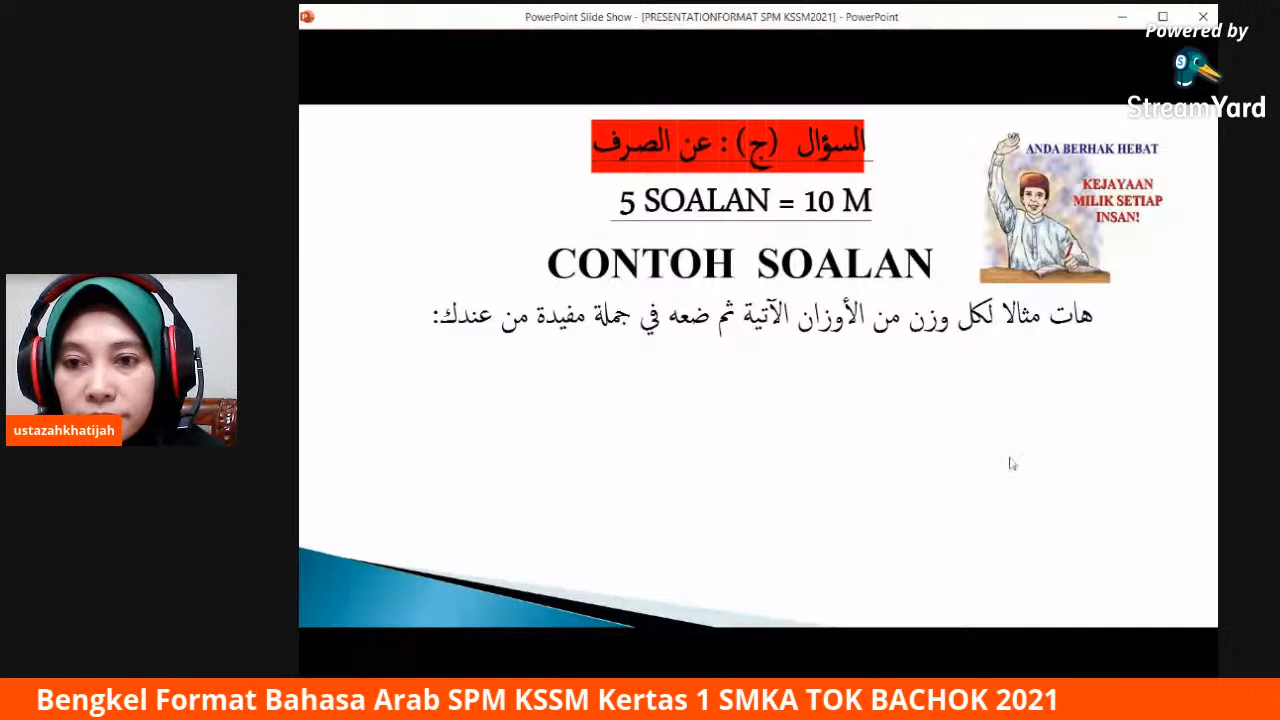 PowerPoint Slide Show - [PRESENTATIONFORMAT SPM KSSM2021] - PowerPoint
Powered by
StreamYard
السؤال (ج) : عن الصرف
5 SOALAN = 10 M
CONTOH SOALAN
ANDA BERHAK HEBAT
KEJAYAAN
MILIK SETIAP
INSAN!
هات مثالا لكل وزن من الأوزان الآتية ثم ضعه في جملة مفيدة من عندك:
ustazahkhatijah
Bengkel Format Bahasa Arab SPM KSSM Kertas 1 SMKA TOK BACHOK 2021